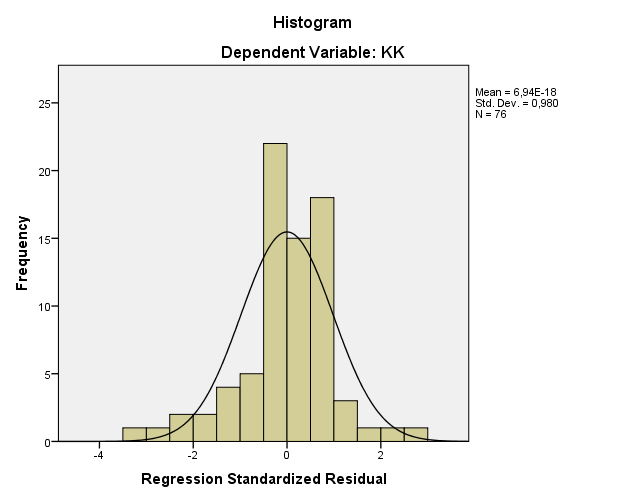 Histogram
Dependent Variable: KK
Mean = 6,94E-18
Std. Dev. = 0,980
N = 76
25
20
15
10
5
0
Frequency
-4
-2
0
2
Regression Standardized Residual